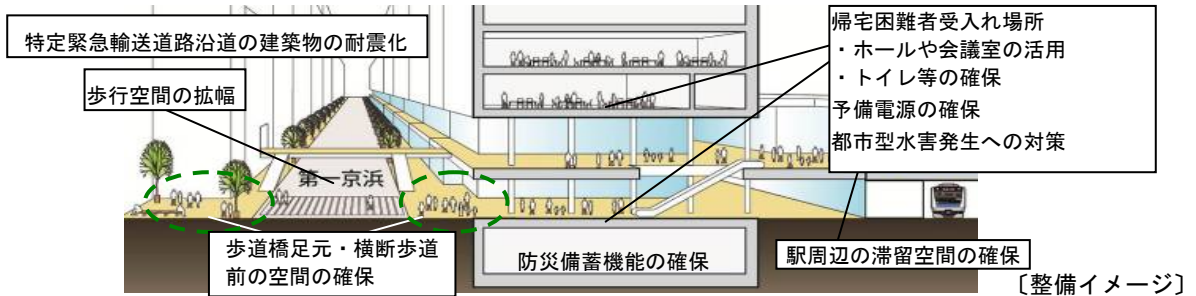 特定緊急輸送道路沿道の建築物の耐震化
歩行空間の拡幅
第一京浜
歩道橋足元・横断歩道
前の空間の確保
防災備蓄機能の確保
帰宅困難者受入れ場所
・ホールや会議室の活用
・トイレ等の確保
予備電源の確保
都市型水害発生への対策
駅周辺の滞留空間の確保
〔整備イメージ〕